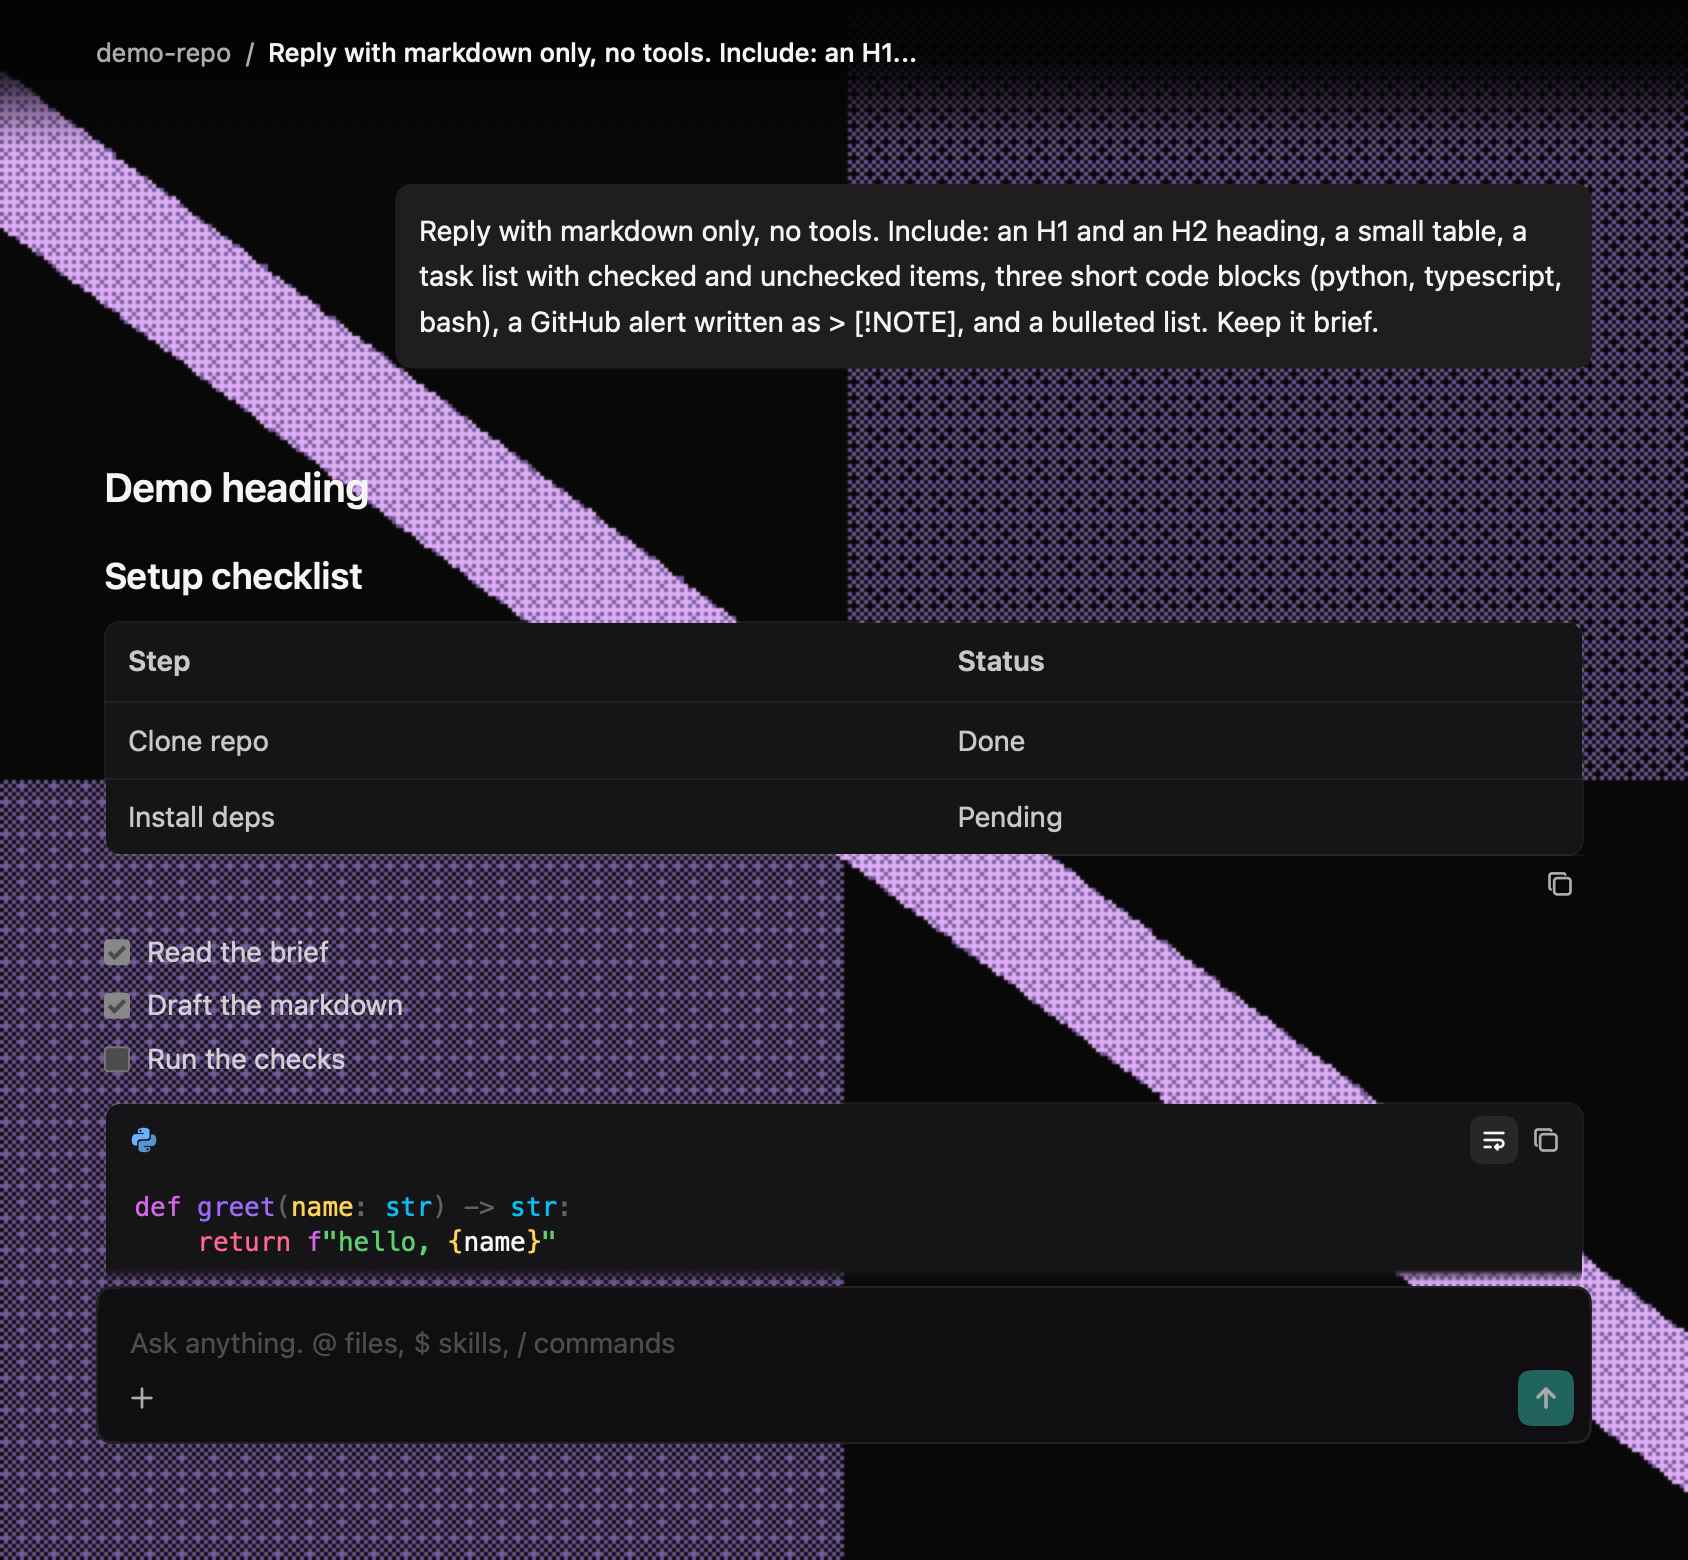 demo-repo / Reply with markdown only, no tools. Include: an H1...
Reply with markdown only, no tools. Include: an H1 and an H2 heading, a small table, a
task list with checked and unchecked items, three short code blocks (python, typescript,
bash), a GitHub alert written as > [!NOTE], and a bulleted list. Keep it brief.
Demo heading
Setup checklist
Step Status
Clone repo Done
Install deps Pending
Read the brief
Draft the markdown
Run the checks
def greet(name: str) -> str:
    return f"hello, {name}"
Ask anything. @ files, $ skills, / commands